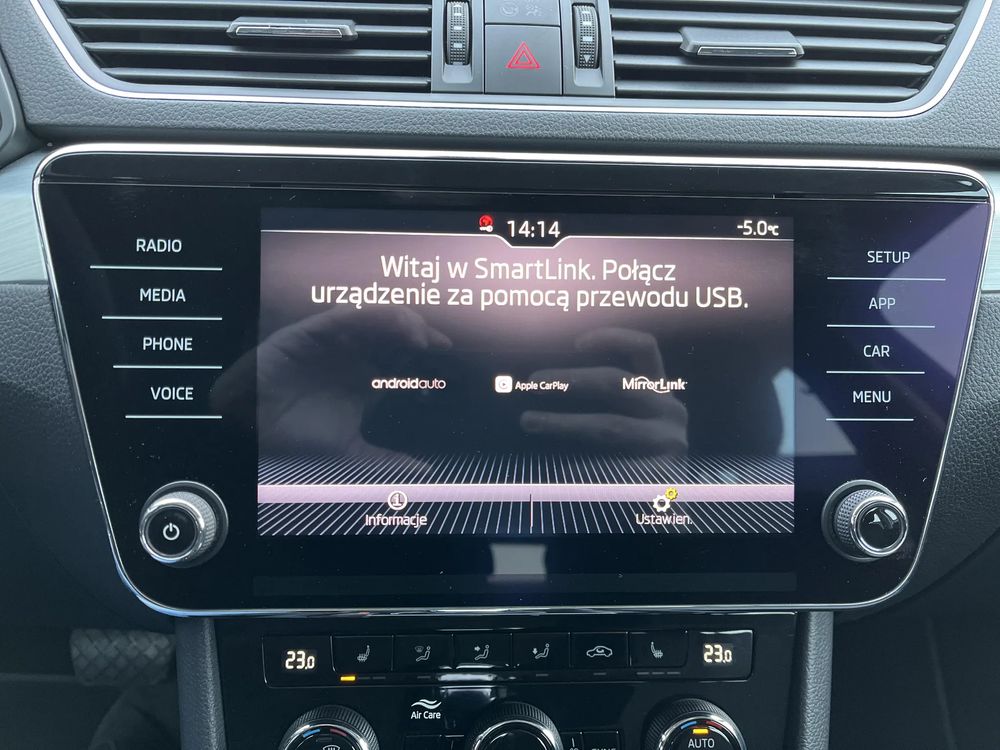 14:14
-5.0°C
RADIO
MEDIA
PHONE
VOICE
Witaj w SmartLink. Połącz
urządzenie za pomocą przewodu USB.
androidauto
Apple CarPlay
MirrorLink
Informacje
Ustawien.
SETUP
APP
CAR
MENU
23.0
23.0
Air Care
AUTO